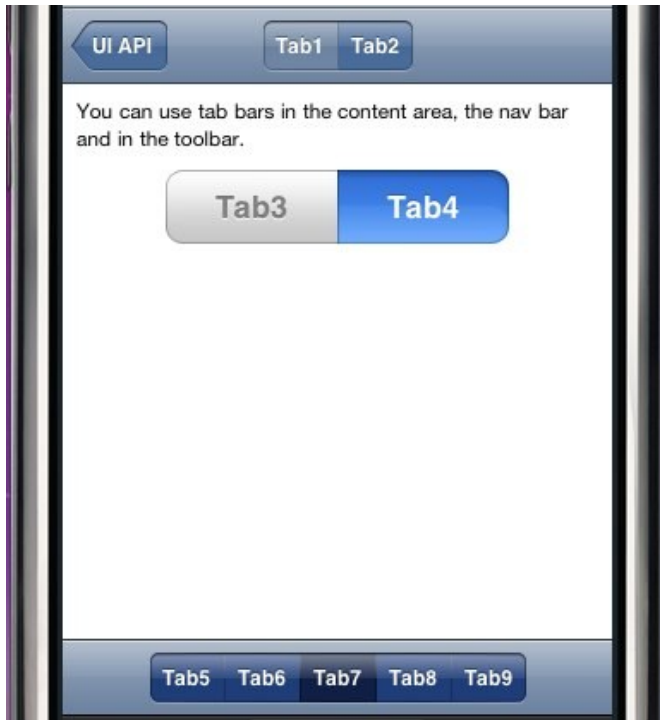 UI API
Tab1 Tab2
You can use tab bars in the content area, the nav bar
and in the toolbar.
Tab3 Tab4
Tab5 Tab6 Tab7 Tab8 Tab9